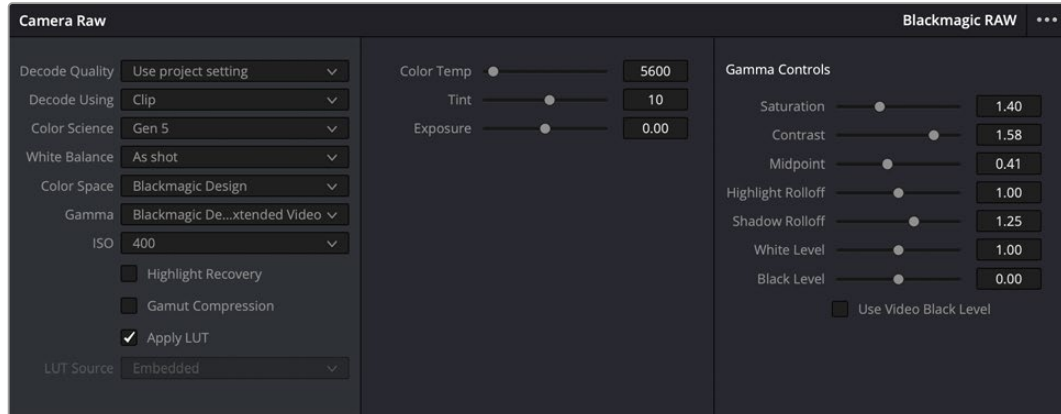 Camera Raw
Blackmagic RAW
Decode Quality Use project setting
Decode Using Clip
Color Science Gen 5
White Balance As shot
Color Space Blackmagic Design
Gamma Blackmagic De...xtended Video
ISO 400
Highlight Recovery
Gamut Compression
Apply LUT
LUT Source Embedded
Color Temp 5600
Tint 10
Exposure 0.00
Gamma Controls
Saturation 1.40
Contrast 1.58
Midpoint 0.41
Highlight Rolloff 1.00
Shadow Rolloff 1.25
White Level 1.00
Black Level 0.00
Use Video Black Level